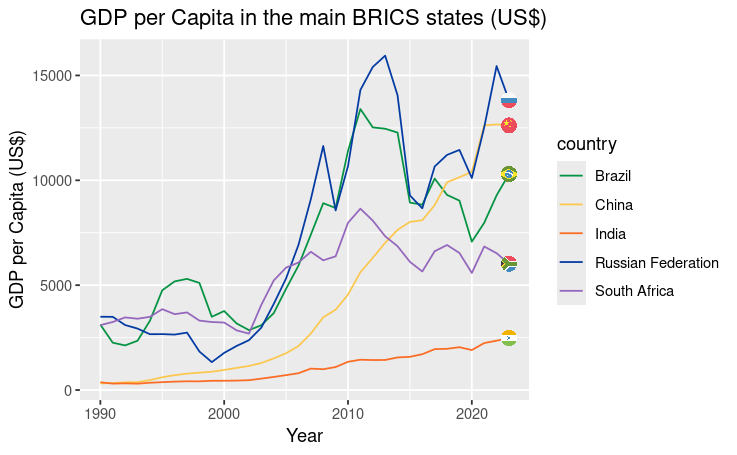 GDP per Capita in the main BRICS states (US$)
GDP per Capita (US$)
15000
10000
5000
0
1990
2000
2010
2020
Year
country
Brazil
China
India
Russian Federation
South Africa